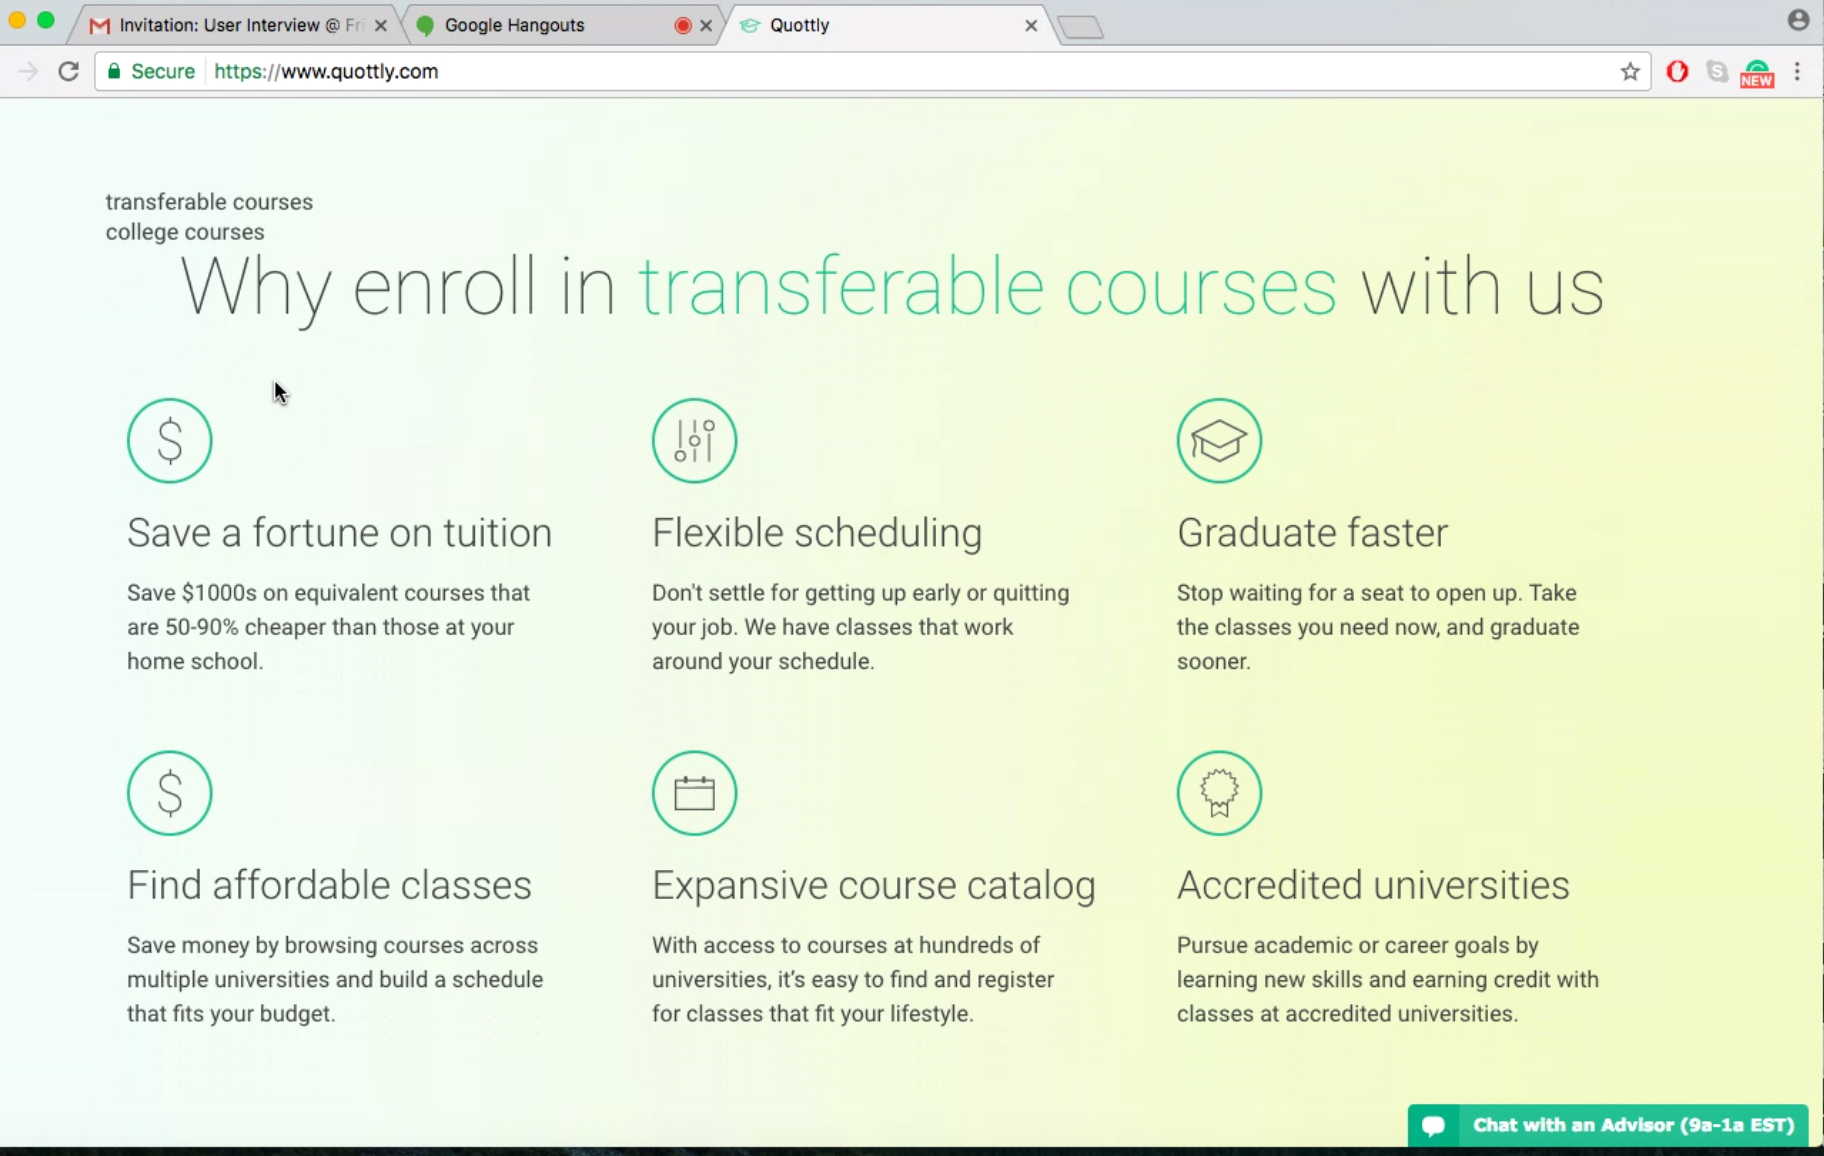 Invitation: User Interview @ Fri
Google Hangouts
Quottly
Secure
https://www.quottly.com
NEW
transferable courses
college courses
Why enroll in transferable courses with us
Save a fortune on tuition
Flexible scheduling
Graduate faster
Save $1000s on equivalent courses that
are 50-90% cheaper than those at your
home school.
Don't settle for getting up early or quitting
your job. We have classes that work
around your schedule.
Stop waiting for a seat to open up. Take
the classes you need now, and graduate
sooner.
Find affordable classes
Expansive course catalog
Accredited universities
Save money by browsing courses across
multiple universities and build a schedule
that fits your budget.
With access to courses at hundreds of
universities, it’s easy to find and register
for classes that fit your lifestyle.
Pursue academic or career goals by
learning new skills and earning credit with
classes at accredited universities.
Chat with an Advisor (9a-1a EST)